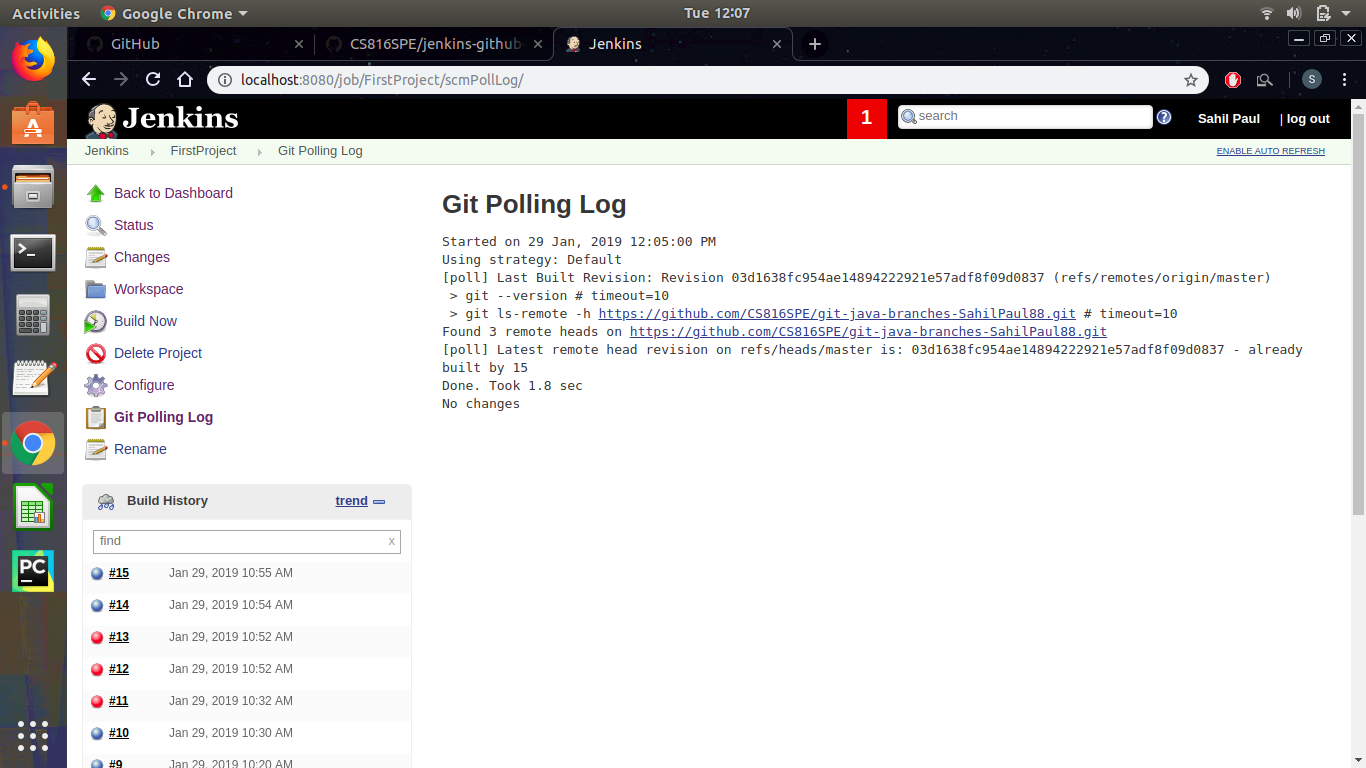 Activities Google Chrome Tue 12:07
GitHub CS816SPE/jenkins-github Jenkins
localhost:8080/job/FirstProject/scmPollLog/ S
Jenkins 1 search Sahil Paul | log out
Jenkins FirstProject Git Polling Log ENABLE AUTO REFRESH
Back to Dashboard
Status
Changes
Workspace
Build Now
Delete Project
Configure
Git Polling Log
Rename
Git Polling Log
Started on 29 Jan, 2019 12:05:00 PM
Using strategy: Default
[poll] Last Built Revision: Revision 03d1638fc954ae14894222921e57adf8f09d0837 (refs/remotes/origin/master)
> git --version # timeout=10
> git ls-remote -h https://github.com/CS816SPE/git-java-branches-SahilPaul88.git # timeout=10
Found 3 remote heads on https://github.com/CS816SPE/git-java-branches-SahilPaul88.git
[poll] Latest remote head revision on refs/heads/master is: 03d1638fc954ae14894222921e57adf8f09d0837 - already
built by 15
Done. Took 1.8 sec
No changes
Build History trend
find x
#15 Jan 29, 2019 10:55 AM
#14 Jan 29, 2019 10:54 AM
#13 Jan 29, 2019 10:52 AM
#12 Jan 29, 2019 10:52 AM
#11 Jan 29, 2019 10:32 AM
#10 Jan 29, 2019 10:30 AM
#9 Jan 29, 2019 10:20 AM
PC